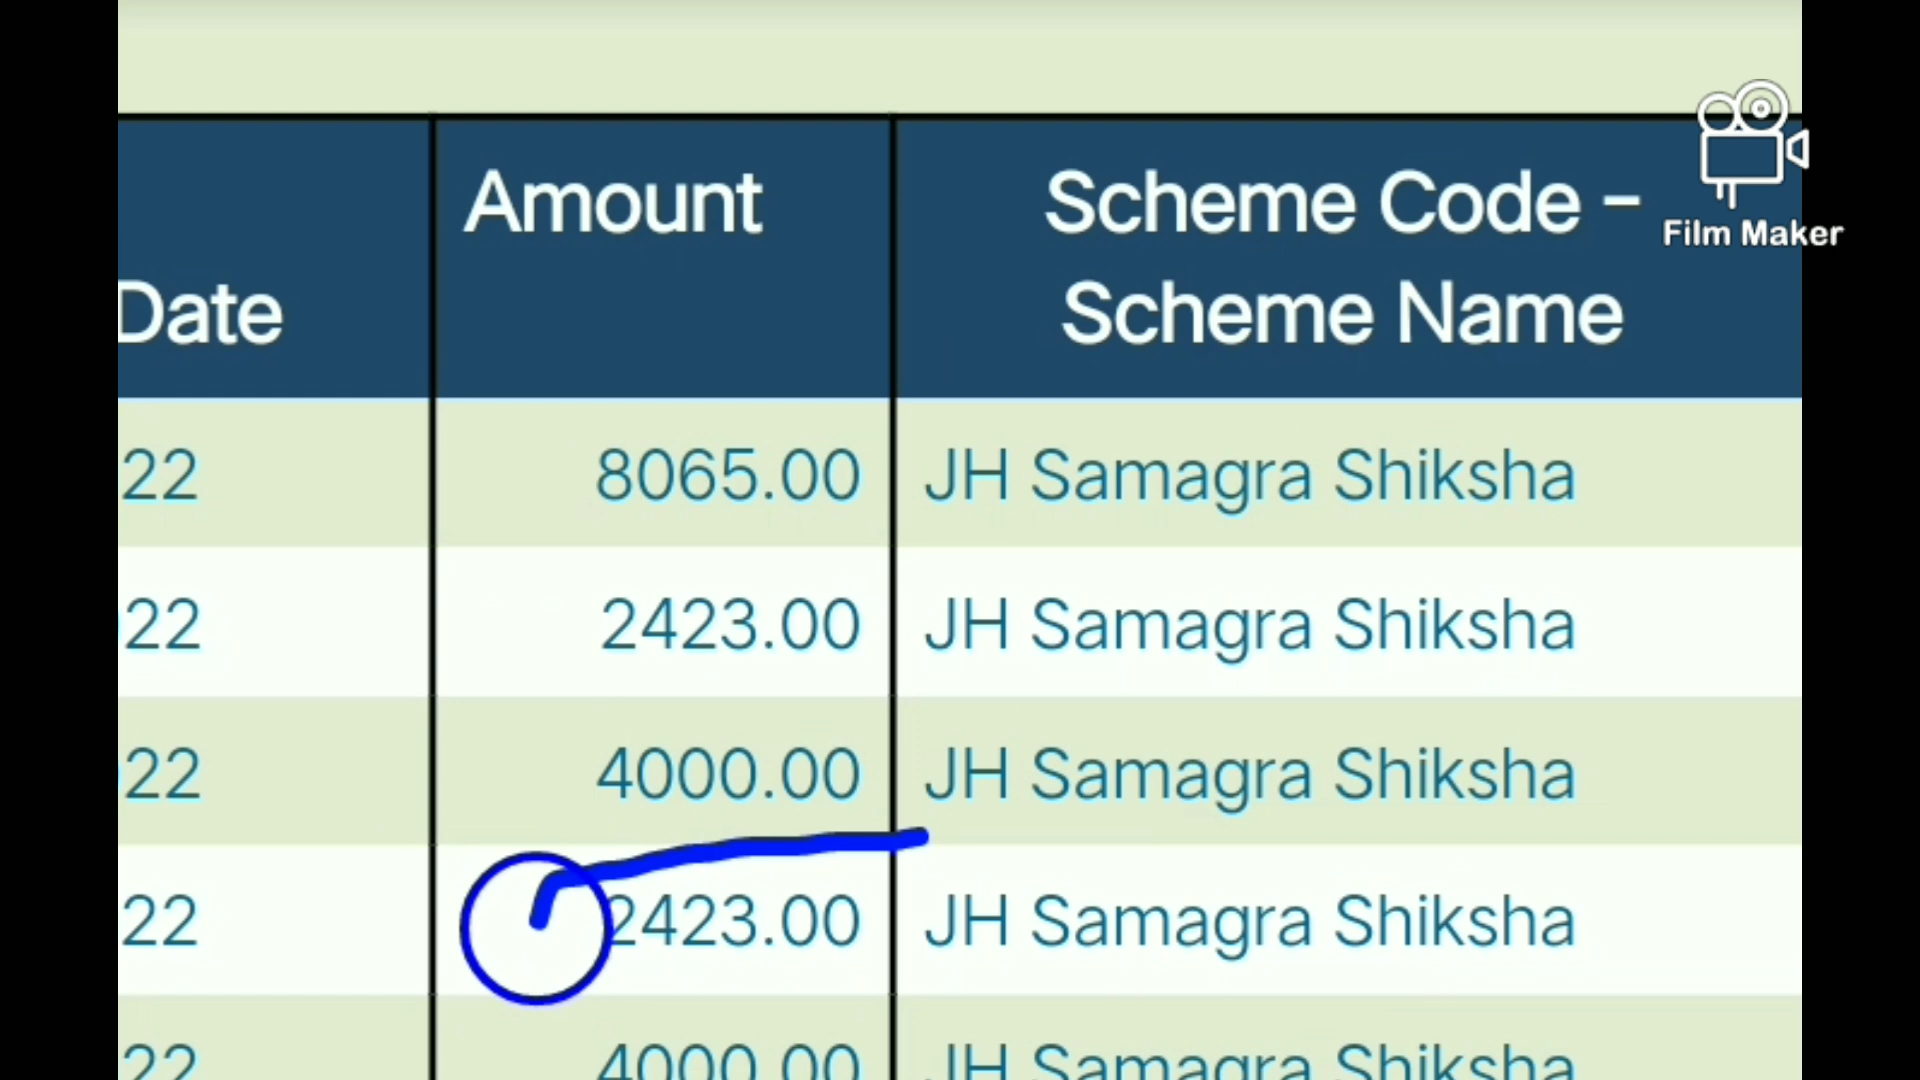 Date
Amount
Scheme Code –
Scheme Name
Film Maker
22 8065.00 JH Samagra Shiksha
22 2423.00 JH Samagra Shiksha
22 4000.00 JH Samagra Shiksha
22 2423.00 JH Samagra Shiksha
22 4000.00 JH Samagra Shiksha